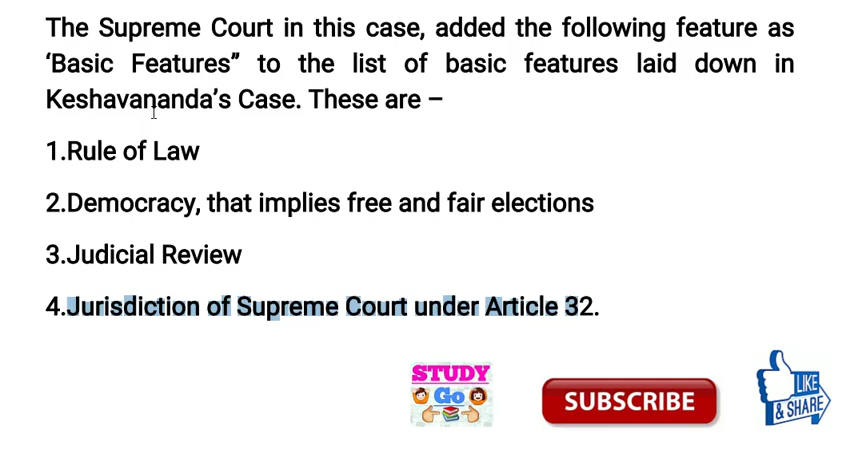 The Supreme Court in this case, added the following feature as
‘Basic Features” to the list of basic features laid down in
Keshavananda’s Case. These are –
1.Rule of Law
2.Democracy, that implies free and fair elections
3.Judicial Review
4.Jurisdiction of Supreme Court under Article 32.
STUDY
Go
SUBSCRIBE
LIKE
& SHARE